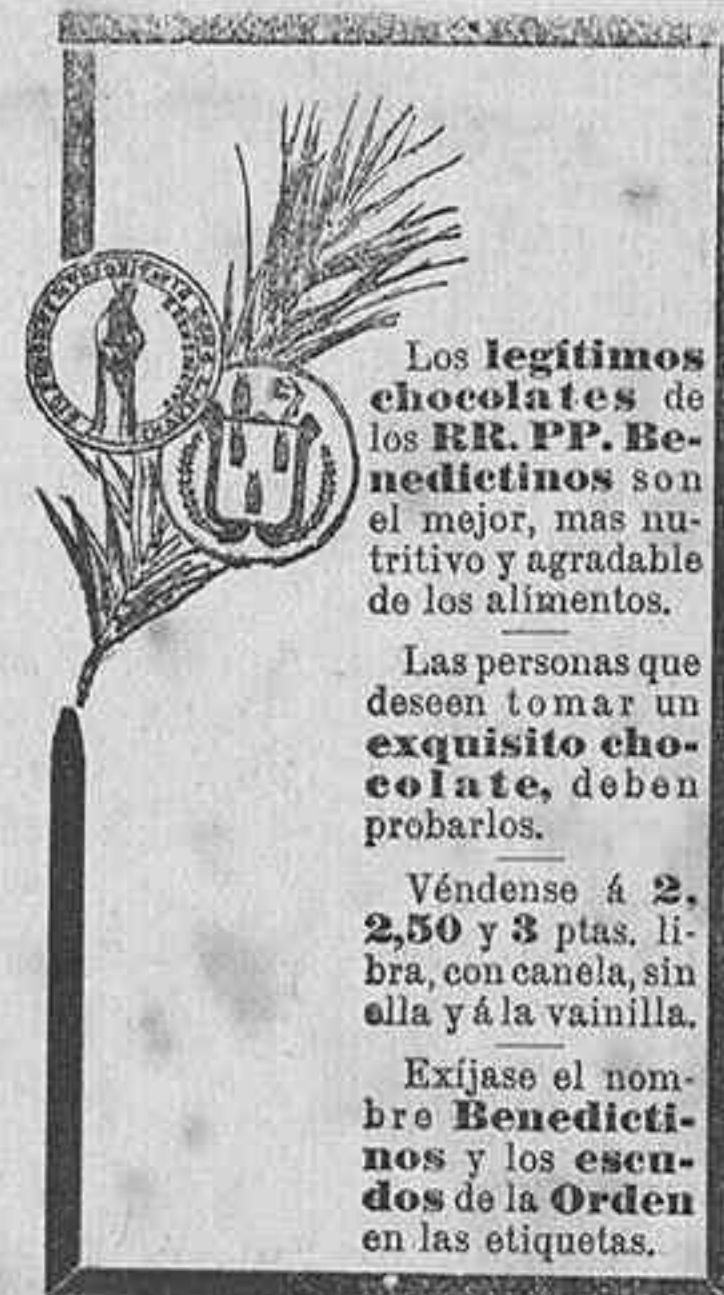 Los legítimos
chocolates de
los RR. PP. Be-
nedictinos son
el mejor, mas nu-
tritivo y agradable
de los alimentos.
Las personas que
deseen tomar un
exquisito cho-
colate, deben
probarlos.
Véndense á 2,
2,50 y 3 ptas. li-
bra, con canela, sin
ella y á la vainilla.
Exíjase el nom-
bre Benedicti-
nos y los escu-
dos de la Orden
en las etiquetas.